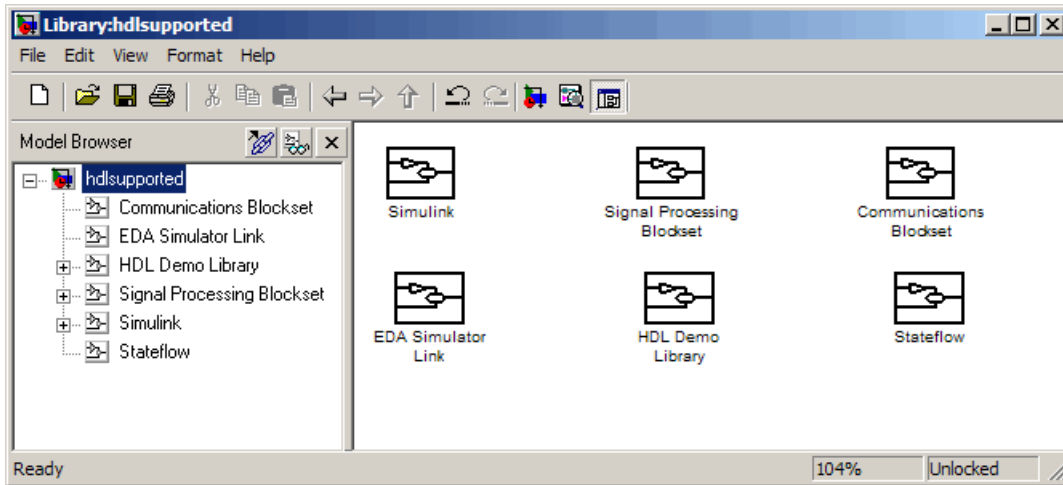 Library:hdlsupported
File Edit View Format Help
Model Browser
hdlsupported
Communications Blockset
EDA Simulator Link
HDL Demo Library
Signal Processing Blockset
Simulink
Stateflow
Simulink
Signal Processing
Blockset
Communications
Blockset
EDA Simulator
Link
HDL Demo
Library
Stateflow
Ready
104%
Unlocked